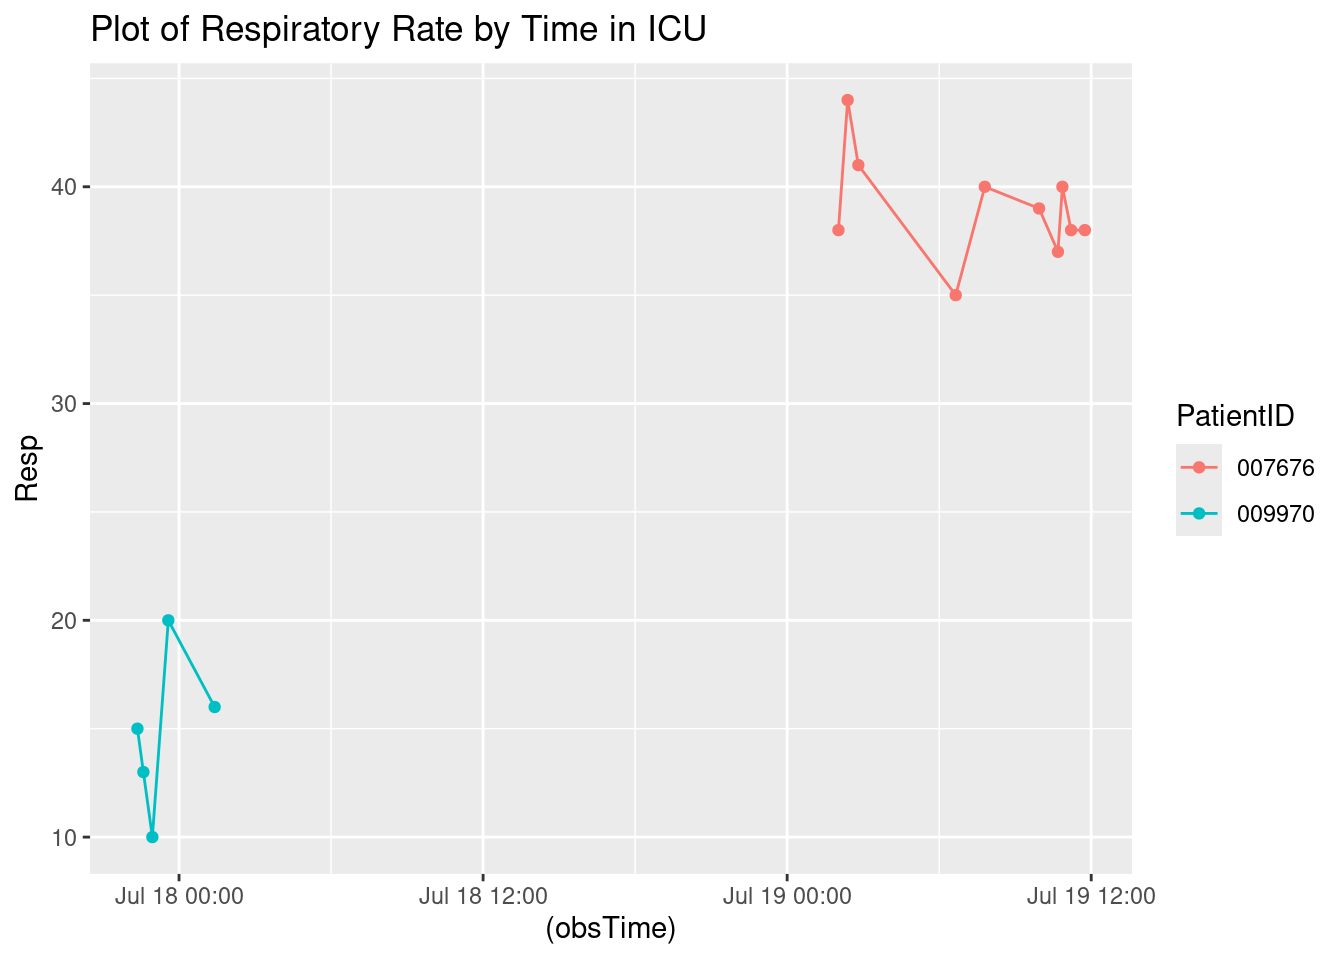 Plot of Respiratory Rate by Time in ICU
Resp
40
30
20
10
Jul 18 00:00
Jul 18 12:00
Jul 19 00:00
Jul 19 12:00
(obsTime)
PatientID
007676
009970